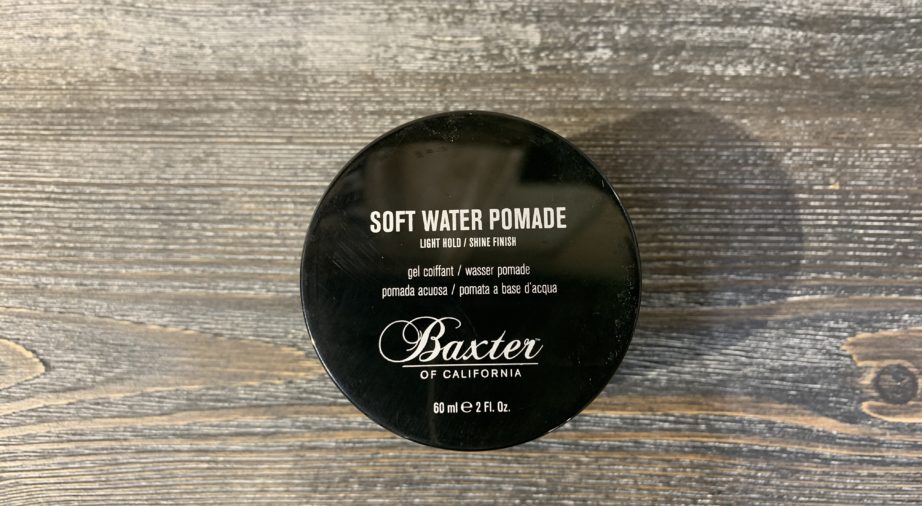 SOFT WATER POMADE
LIGHT HOLD / SHINE FINISH
gel coiffant / wasser pomade
pomada acuosa / pomata a base d'acqua
Baxter™
OF CALIFORNIA
60 ml ℮ 2 Fl. Oz.